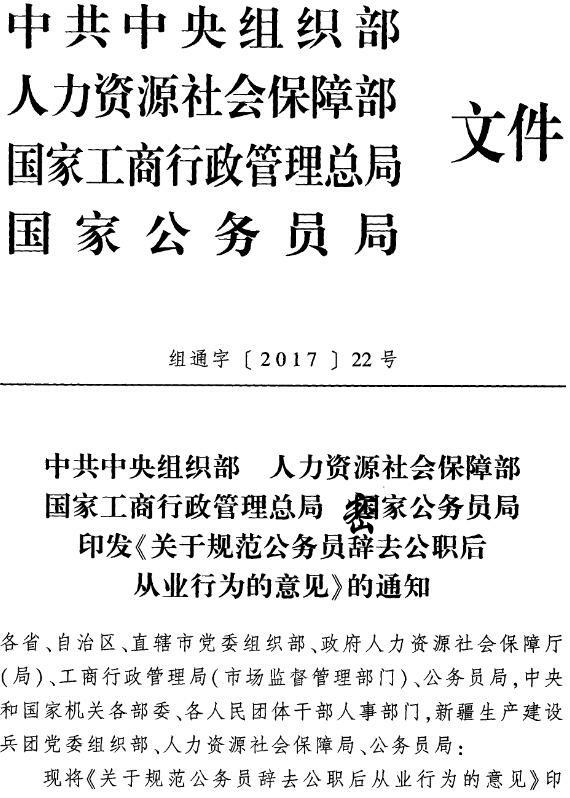 中共中央组织部
人力资源社会保障部
国家工商行政管理总局
国家公务员局
文件
组通字〔2017〕22号
中共中央组织部 人力资源社会保障部
国家工商行政管理总局 国家公务员局
印发《关于规范公务员辞去公职后
从业行为的意见》的通知
各省、自治区、直辖市党委组织部、政府人力资源社会保障厅
(局)、工商行政管理局(市场监督管理部门)、公务员局,中央
和国家机关各部委、各人民团体干部人事部门,新疆生产建设
兵团党委组织部、人力资源社会保障局、公务员局:
现将《关于规范公务员辞去公职后从业行为的意见》印